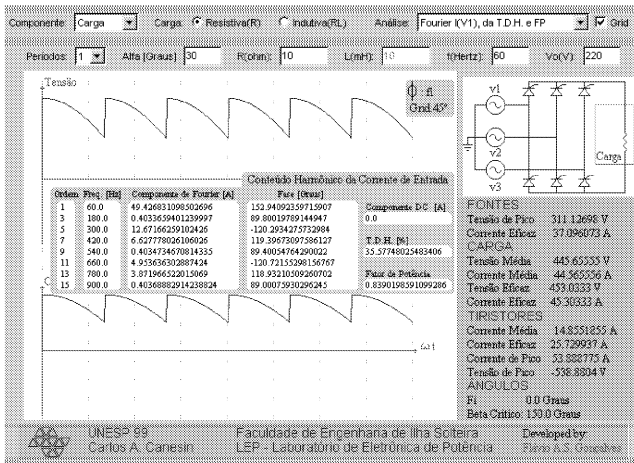 Componente: Carga Carga: Resistiva(R) Indutiva(RL) Análise: Fourier I(V1), da T.D.H. e FP Grid
Períodos: 1 Alfa [Graus] 30 R(ohm): 10 L(mH): 10 f(Hertz): 60 Vo(V): 220
Tensão
ϕ : fi
Grid:45°
v1
v2
v3
Carga
Conteúdo Harmônico da Corrente de Entrada
Ordem Freq. [Hz] Componente de Fourier [A] Fase [Graus] Componente DC [A]
1 60.0 49.426831098502696 152.94092359715907 0.0
3 180.0 0.4033659401239997 89.80019789144947
5 300.0 12.67166259102426 -120.2934275732984 T.D.H. [%]
7 420.0 6.627778026106026 119.39673097586127 35.57748025483406
9 540.0 0.4034734670814335 89.40054764290022
11 660.0 4.953636302887424 -120.72155298156767 Fator de Potência
13 780.0 3.871966522015069 118.93210509260702 0.8390198591099286
15 900.0 0.40368882914238824 89.00075930296245
C
ωt
FONTES
Tensão de Pico 311.12698 V
Corrente Eficaz 37.096073 A
CARGA
Tensão Média 445.65555 V
Corrente Média 44.565556 A
Tensão Eficaz 453.0333 V
Corrente Eficaz 45.30333 A
TIRISTORES
Corrente Média 14.8551855 A
Corrente Eficaz 25.729937 A
Corrente de Pico 53.888775 A
Tensão de Pico -538.8804 V
ANGULOS
Fi 0.0 Graus
Beta Crítico: 150.0 Graus
UNESP 99 Faculdade de Engenharia de Ilha Solteira Developed by:
Carlos A. Canesin LEP - Laboratório de Eletrônica de Potência Flávio A.S. Gonçalves